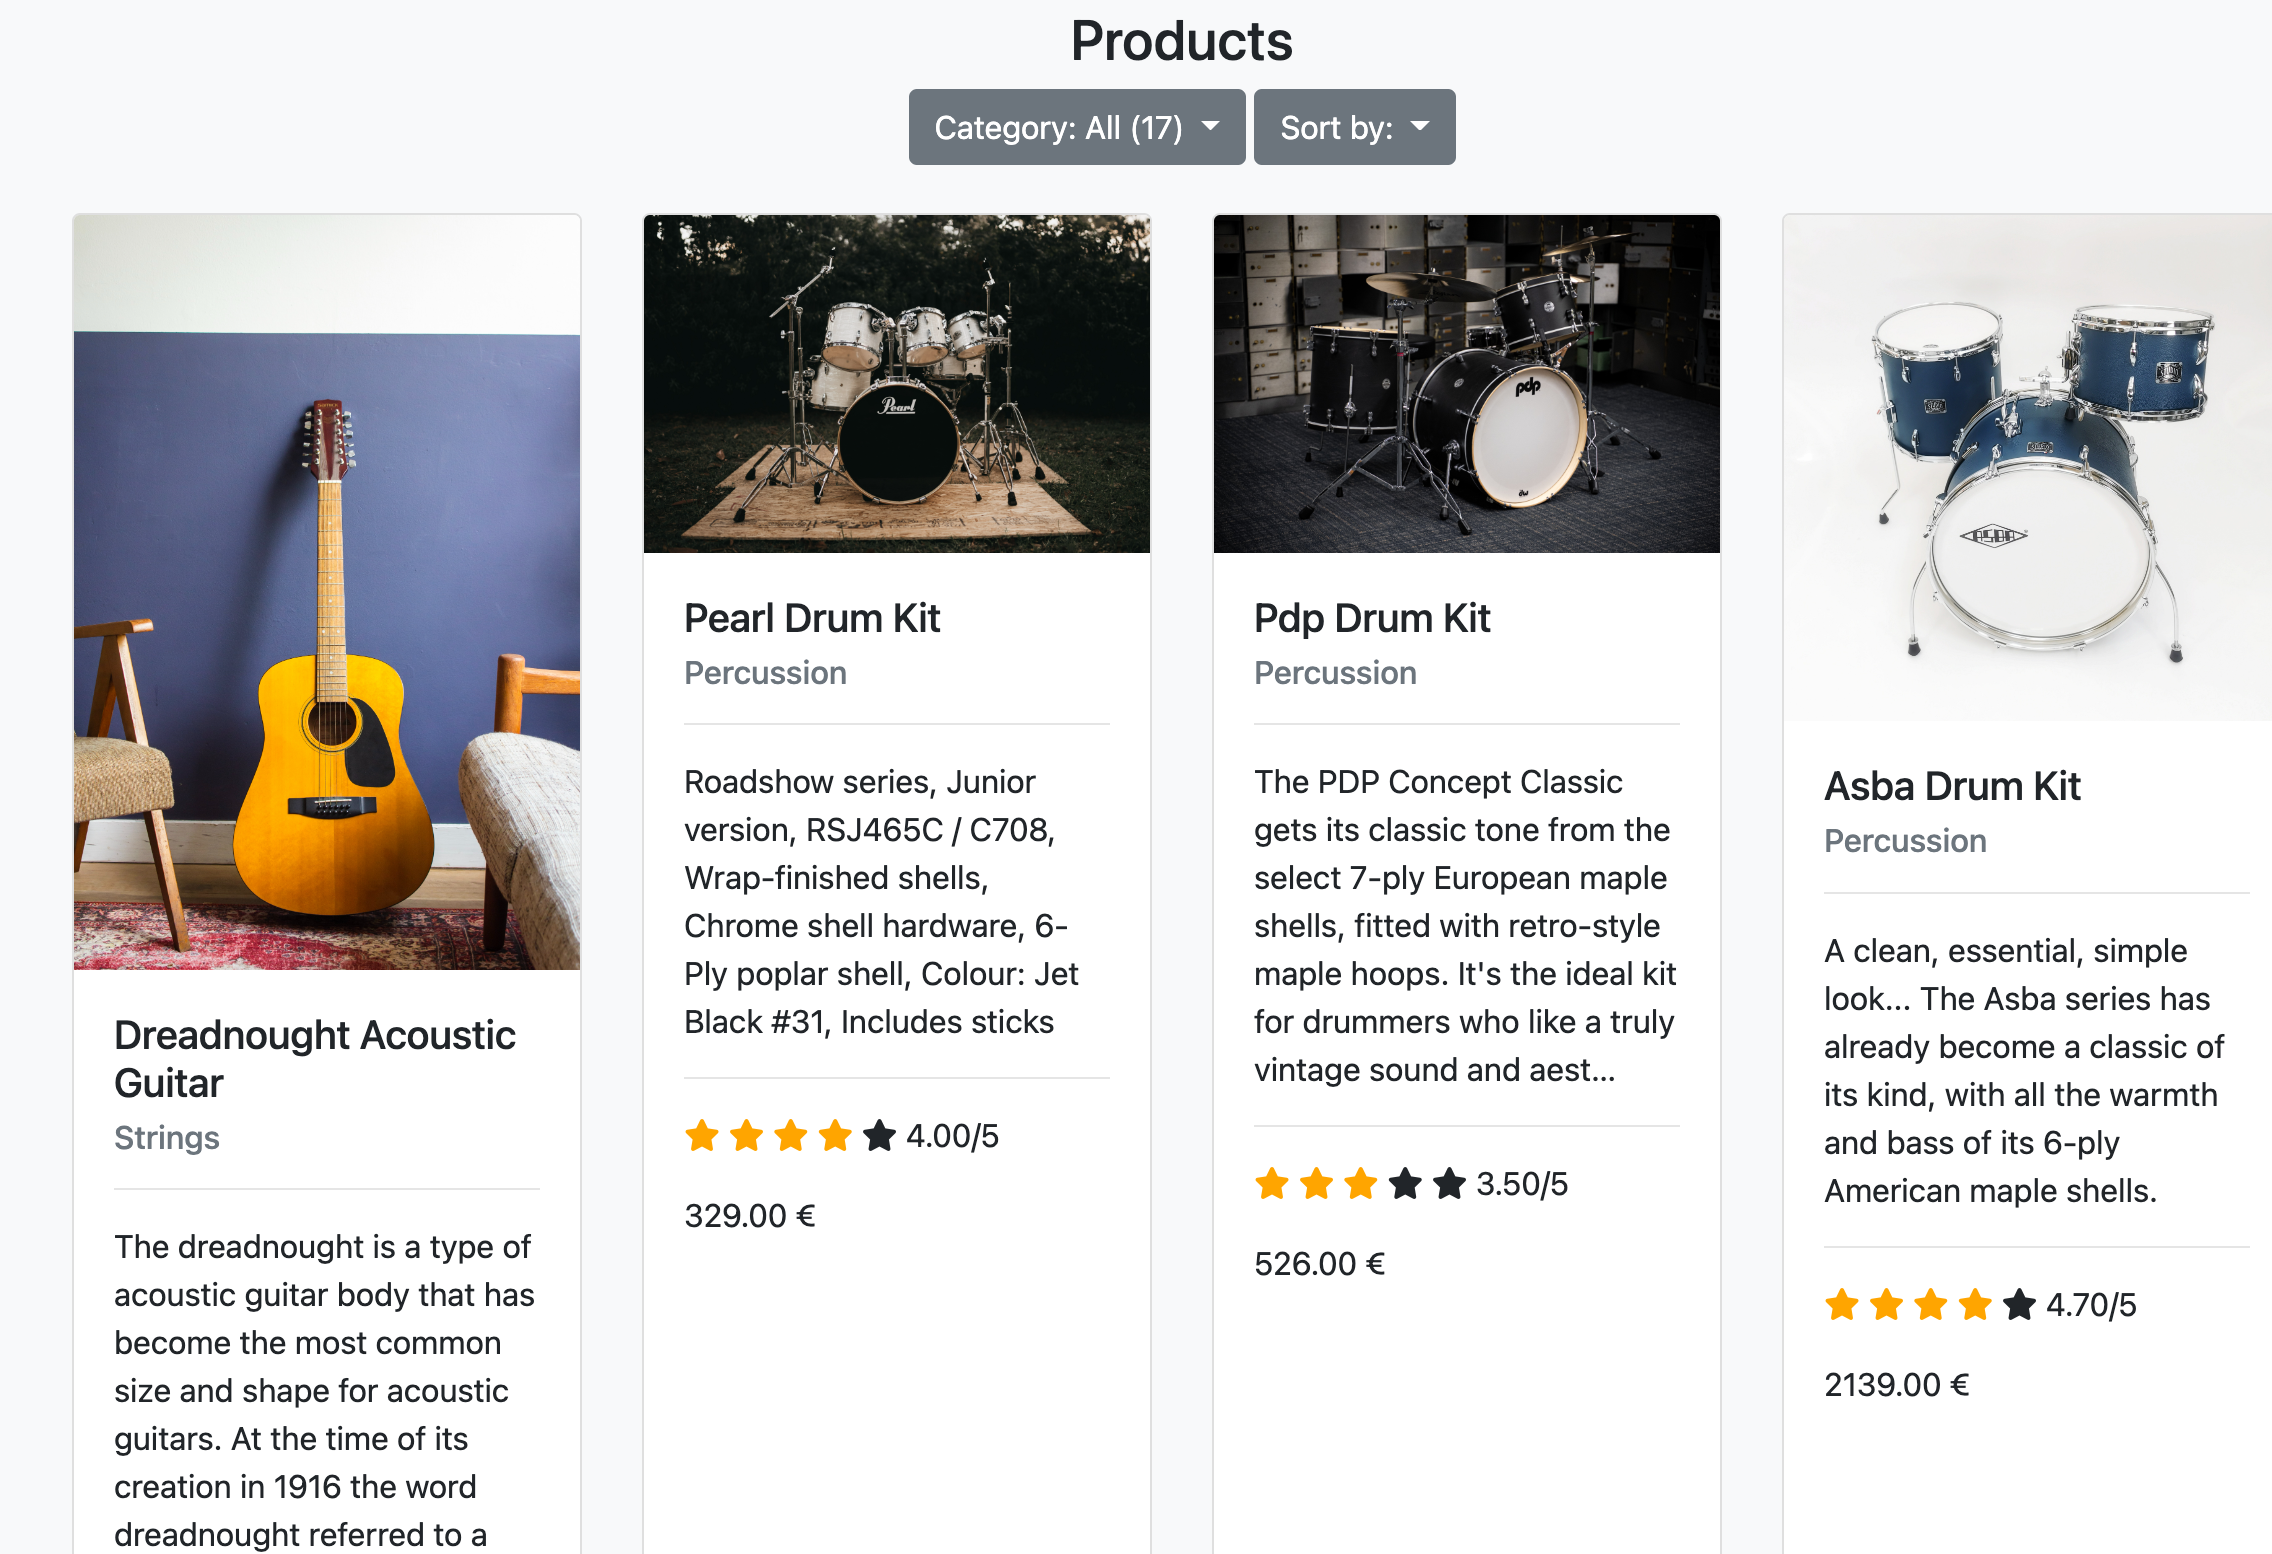 Products
Category: All (17)
Sort by:
Dreadnought Acoustic
Guitar
Strings
The dreadnought is a type of
acoustic guitar body that has
become the most common
size and shape for acoustic
guitars. At the time of its
creation in 1916 the word
dreadnought referred to a
Pearl
Pearl Drum Kit
Percussion
Roadshow series, Junior
version, RSJ465C / C708,
Wrap-finished shells,
Chrome shell hardware, 6-
Ply poplar shell, Colour: Jet
Black #31, Includes sticks
4.00/5
329.00 €
pdp
dw
Pdp Drum Kit
Percussion
The PDP Concept Classic
gets its classic tone from the
select 7-ply European maple
shells, fitted with retro-style
maple hoops. It's the ideal kit
for drummers who like a truly
vintage sound and aest...
3.50/5
526.00 €
ASBA
Asba Drum Kit
Percussion
A clean, essential, simple
look... The Asba series has
already become a classic of
its kind, with all the warmth
and bass of its 6-ply
American maple shells.
4.70/5
2139.00 €